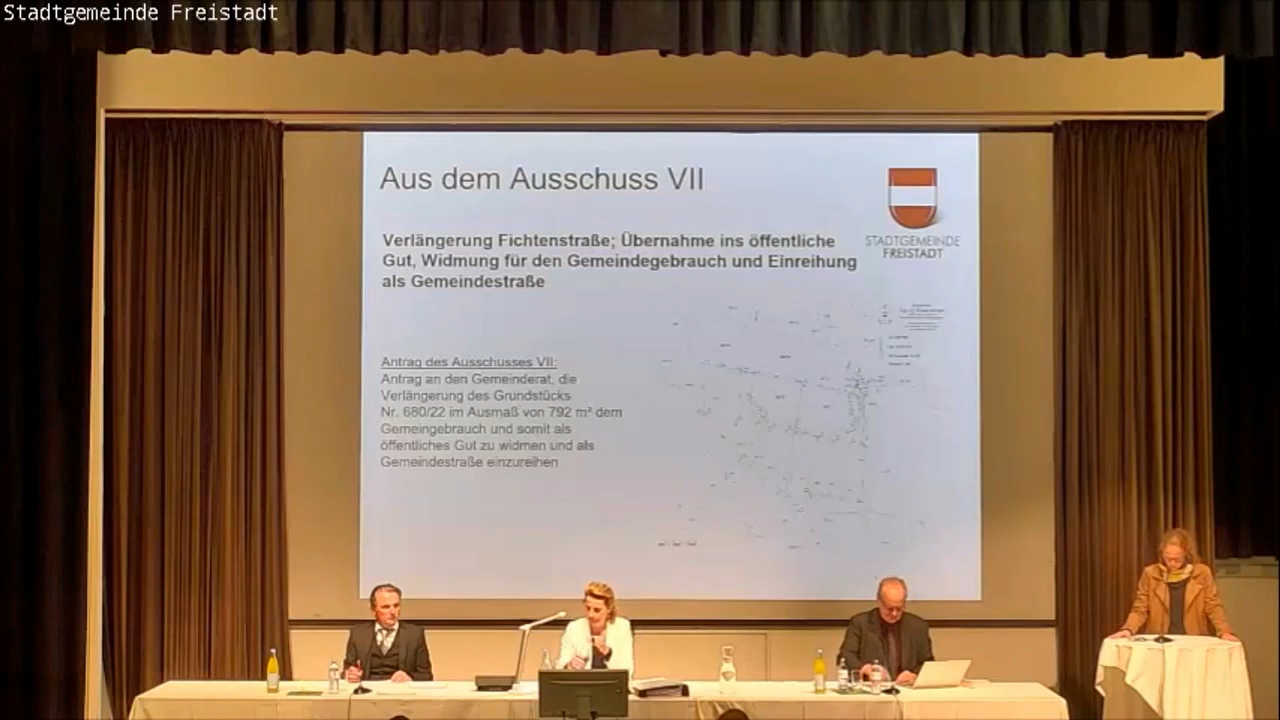 Stadtgemeinde Freistadt
Aus dem Ausschuss VII
STADTGEMEINDE
FREISTADT
Verlängerung Fichtenstraße; Übernahme ins öffentliche
Gut, Widmung für den Gemeindegebrauch und Einreihung
als Gemeindestraße
Antrag des Ausschusses VII:
Antrag an den Gemeinderat, die
Verlängerung des Grundstücks
Nr. 680/22 im Ausmaß von 792 m² dem
Gemeingebrauch und somit als
öffentliches Gut zu widmen und als
Gemeindestraße einzureihen